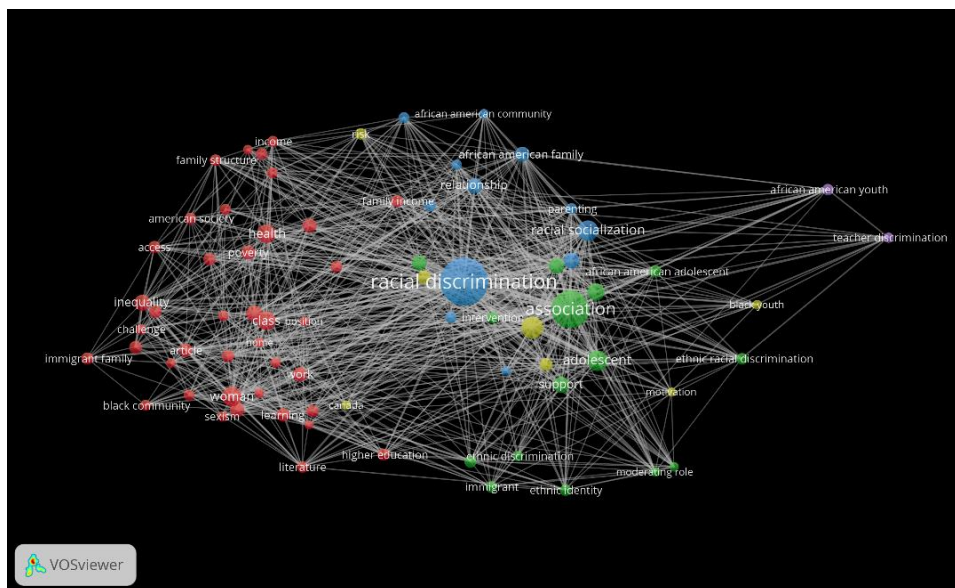 african american community
income
risk
family structure
african american family
relationship
african american youth
family income
american society
parenting
health
racial socialization
teacher discrimination
access
poverty
african american adolescent
racial discrimination
inequality
black youth
association
class
position
intervention
challenge
home
article
immigrant family
adolescent
ethnic racial discrimination
work
support
motivation
woman
black community
canada
sexism
learning
higher education
ethnic discrimination
literature
moderating role
immigrant
ethnic identity
VOSviewer